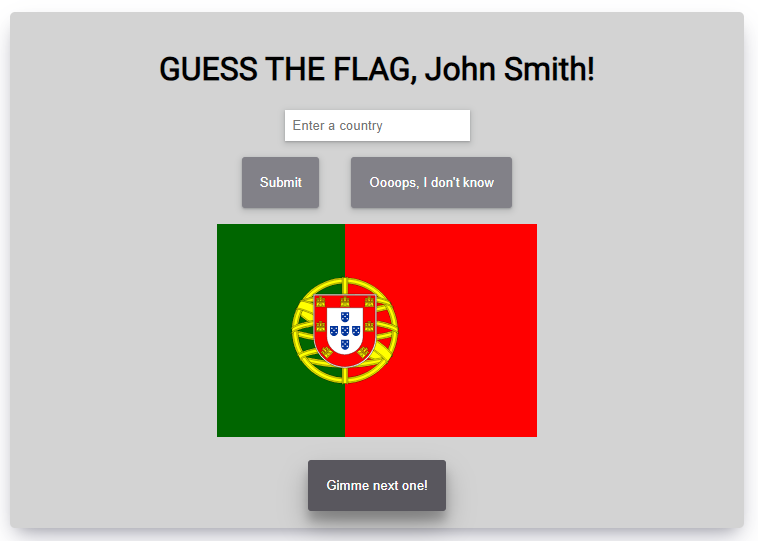 GUESS THE FLAG, John Smith!
Enter a country
Submit Oooops, I don't know
Gimme next one!